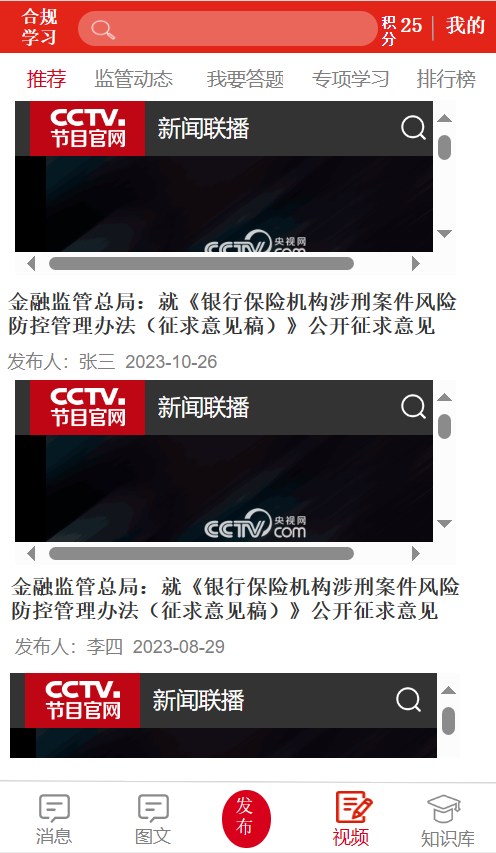 合规
学习
积分 25 | 我的
推荐 监管动态 我要答题 专项学习 排行榜
CCTV.
节目官网 新闻联播
CCTV 央视网
金融监管总局：就《银行保险机构涉刑案件风险
防控管理办法（征求意见稿）》公开征求意见
发布人：张三 2023-10-26
CCTV.
节目官网 新闻联播
CCTV 央视网
com
金融监管总局：就《银行保险机构涉刑案件风险
防控管理办法（征求意见稿）》公开征求意见
发布人：李四 2023-08-29
CCTV.
节目官网 新闻联播
消息 图文 发布 视频 知识库